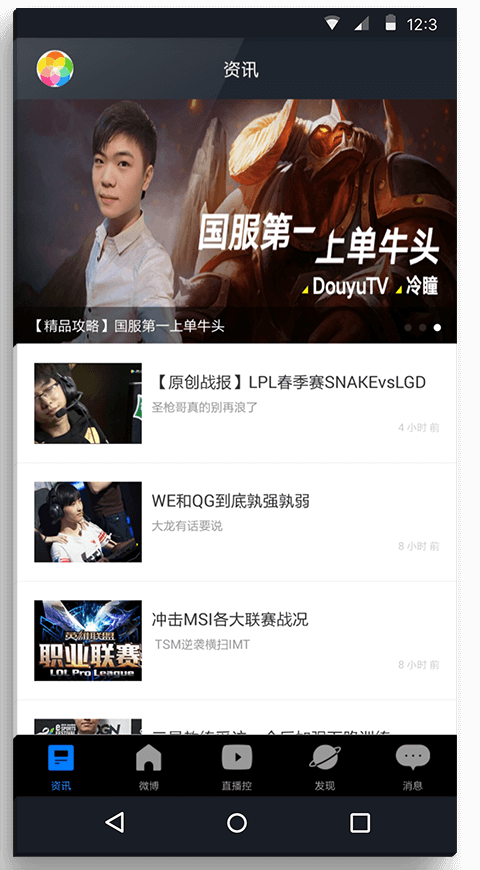 12:3
资讯
国服第一上单牛头
DouyuTV 冷瞳
【精品攻略】国服第一上单牛头
【原创战报】LPL春季赛SNAKEvsLGD
圣枪哥真的别再浪了
4 小时 前
WE和QG到底孰强孰弱
大龙有话要说
8 小时 前
英雄联盟
职业联赛
LOL Pro League
冲击MSI各大联赛战况
TSM逆袭横扫IMT
8 小时 前
资讯
微博
直播控
发现
消息